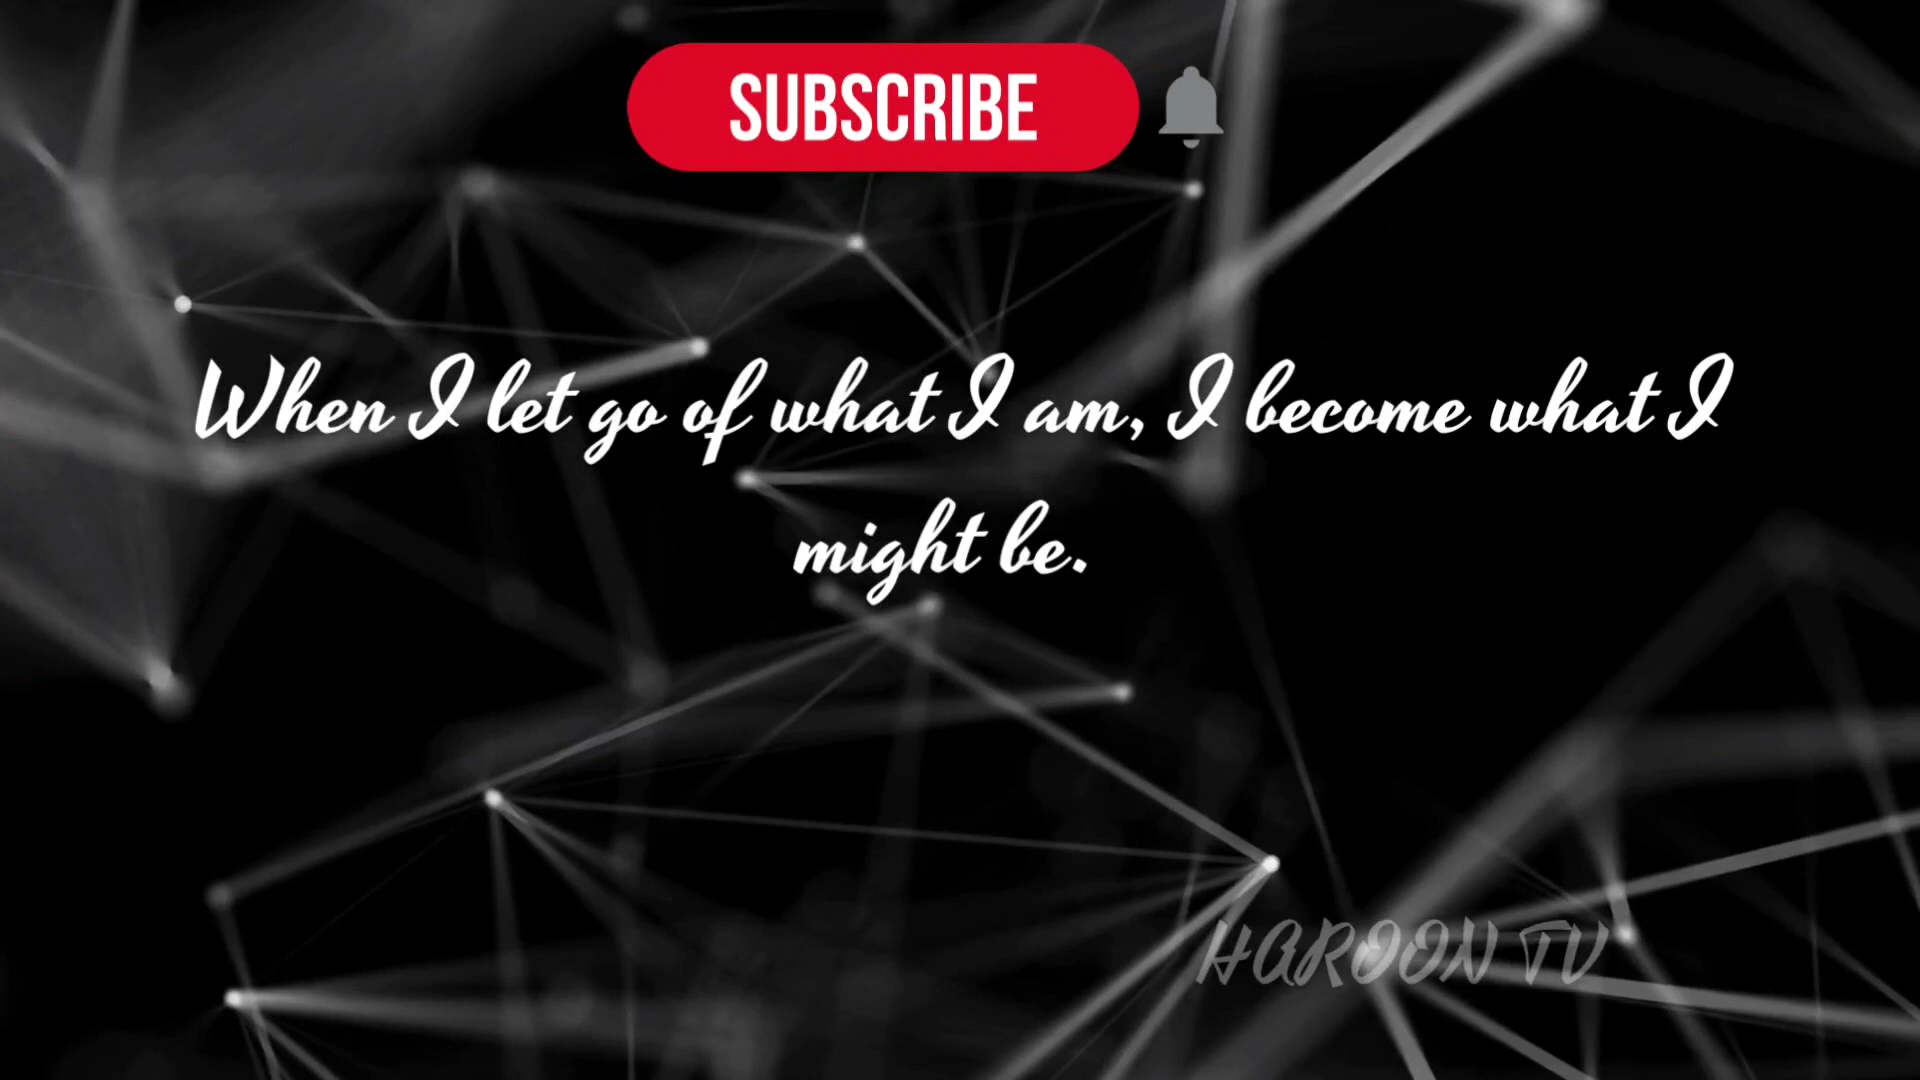 SUBSCRIBE
When I let go of what I am, I become what I
might be.
HAROON TV